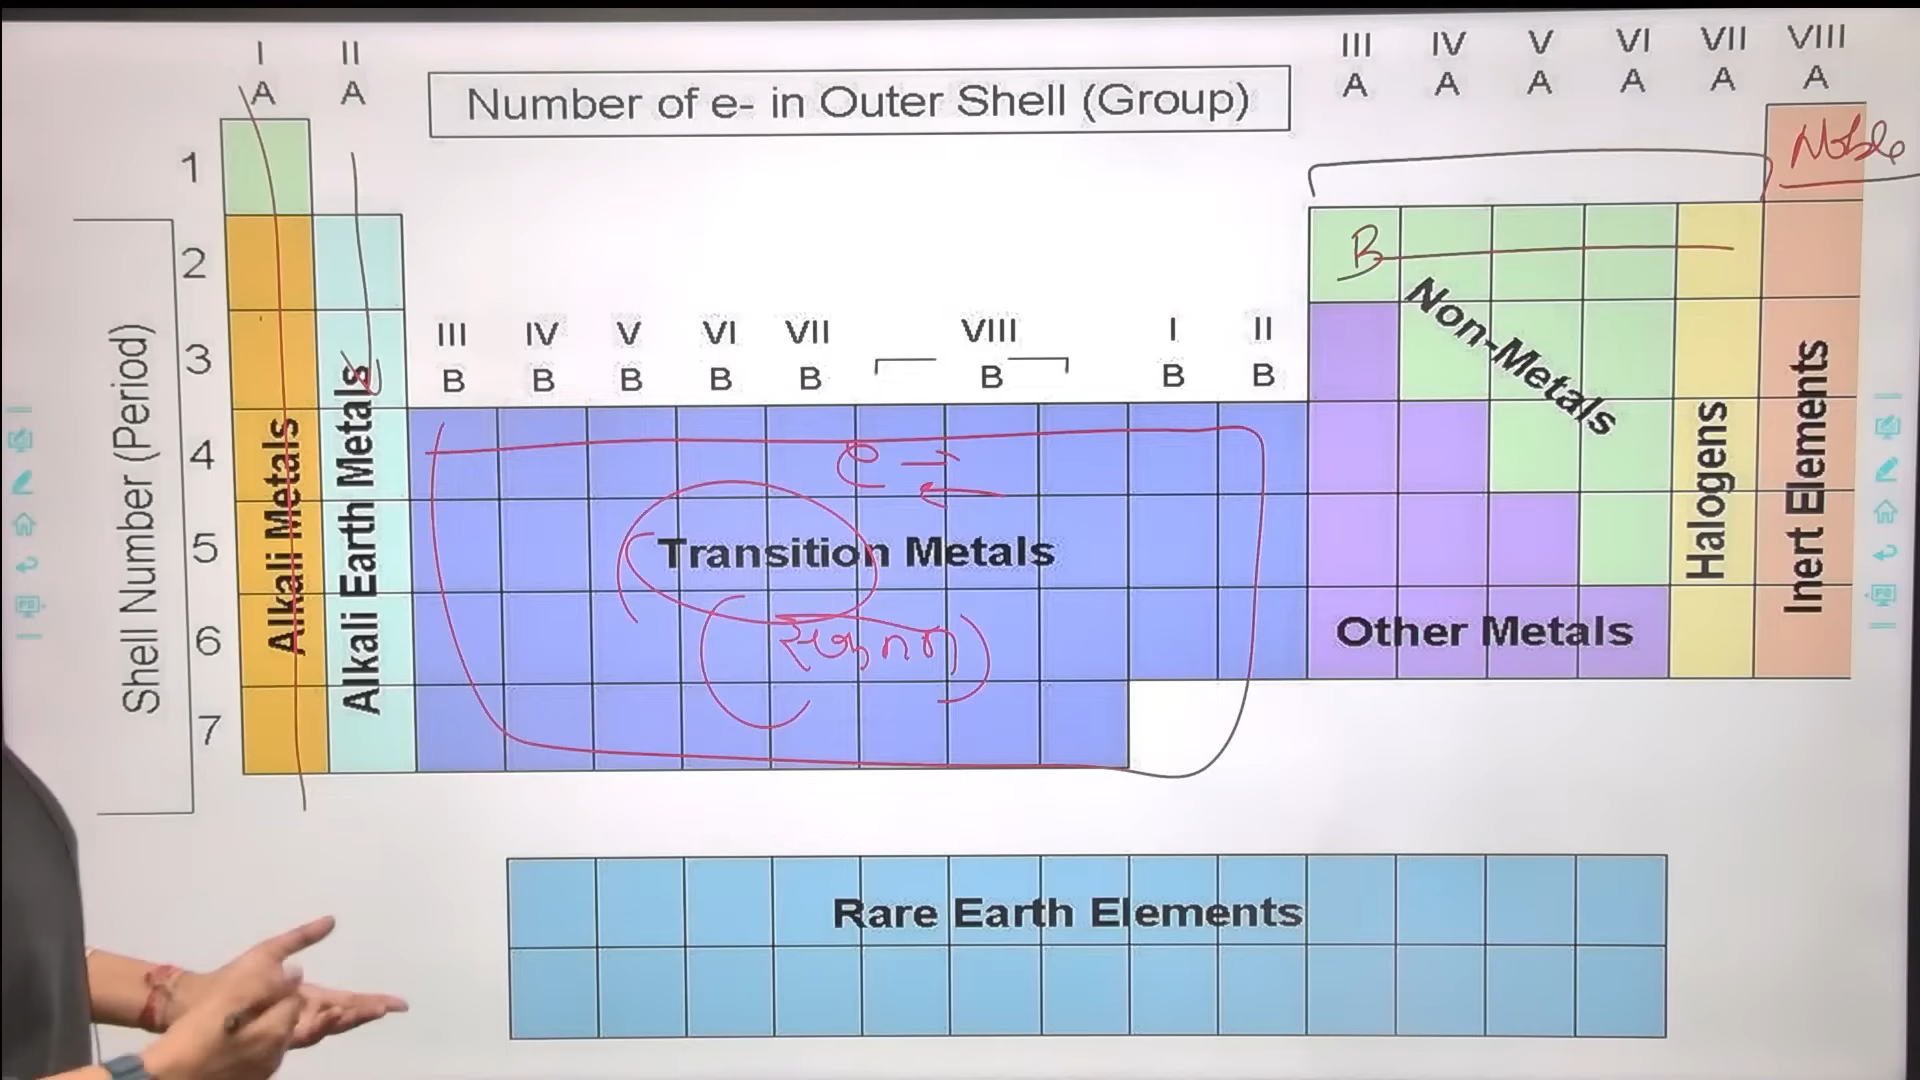 I II III IV V VI VII VIII
A A A A A A A A
Number of e- in Outer Shell (Group)
Noble
1
2
3
4
5
6
7
Shell Number (Period)
B
III IV V VI VII VIII I II
B B B B B B B B
Alkali Metals
Alkali Earth Metals
e
Transition Metals
Non-Metals
Other Metals
Halogens
Inert Elements
Rare Earth Elements